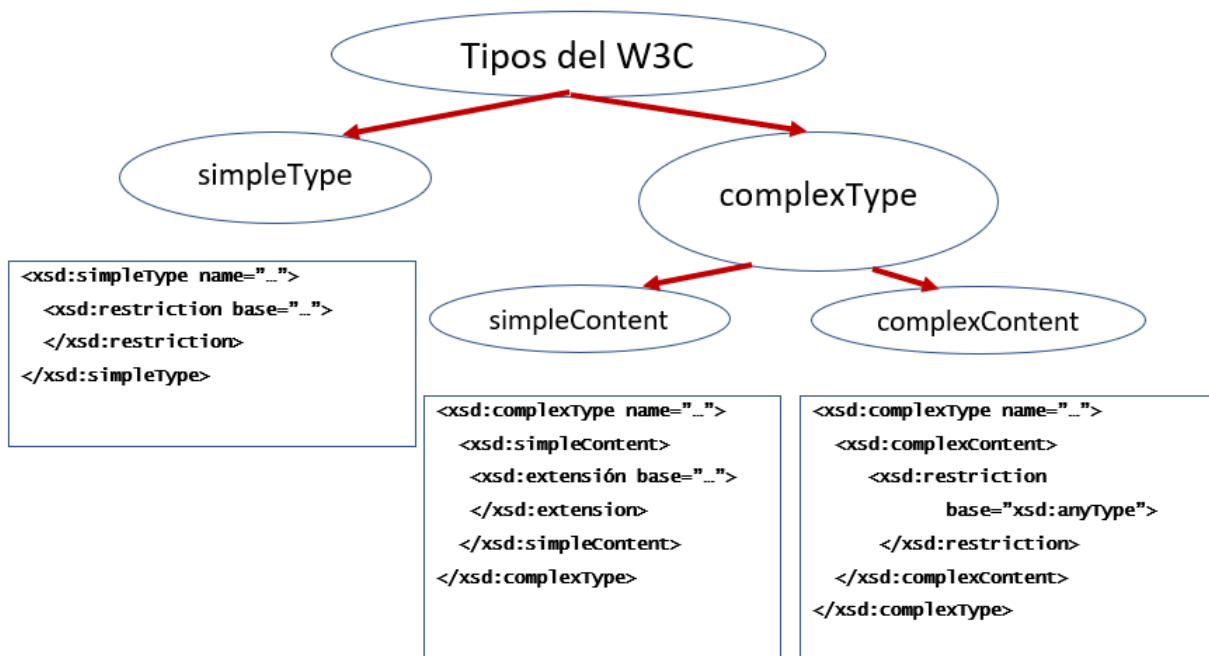 Tipos del W3C
simpleType
complexType
<xsd:simpleType name=”…”>
<xsd:restriction base=”…”>
</xsd:restriction>
</xsd:simpleType>
simpleContent
complexContent
<xsd:complexType name=”…”>
<xsd:simpleContent>
<xsd:extensión base=”…”>
</xsd:extension>
</xsd:simpleContent>
</xsd:complexType>
<xsd:complexType name=”…”>
<xsd:complexContent>
<xsd:restriction
base=”xsd:anyType”>
</xsd:restriction>
</xsd:complexContent>
</xsd:complexType>